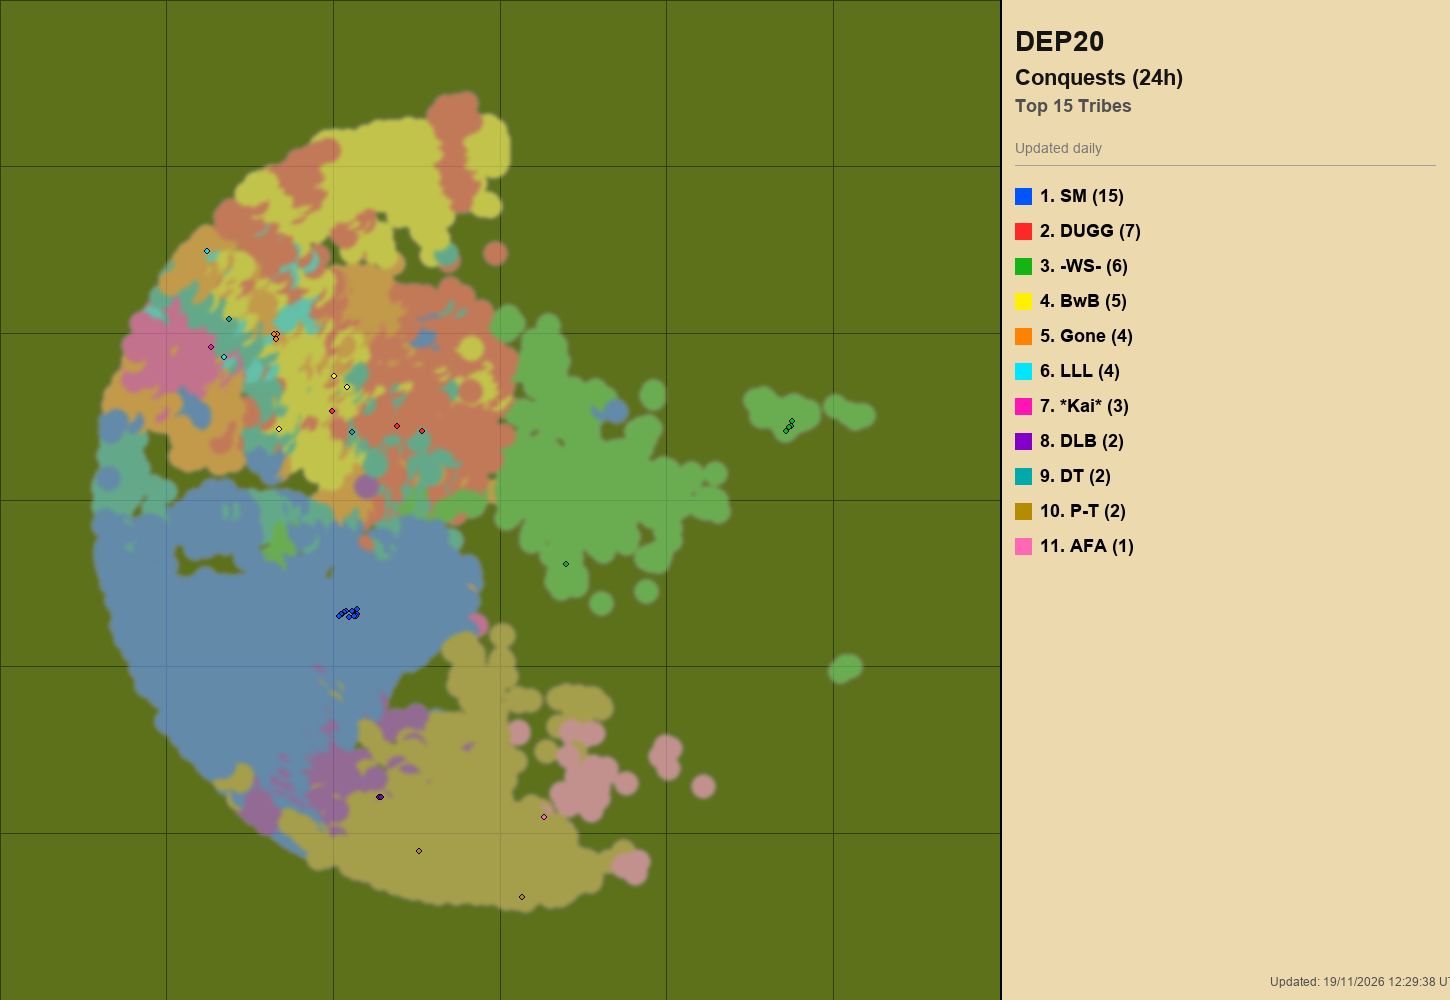 DEP20
Conquests (24h)
Top 15 Tribes
Updated daily
1. SM (15)
2. DUGG (7)
3. -WS- (6)
4. BwB (5)
5. Gone (4)
6. LLL (4)
7. *Kai* (3)
8. DLB (2)
9. DT (2)
10. P-T (2)
11. AFA (1)
Updated: 19/11/2026 12:29:38